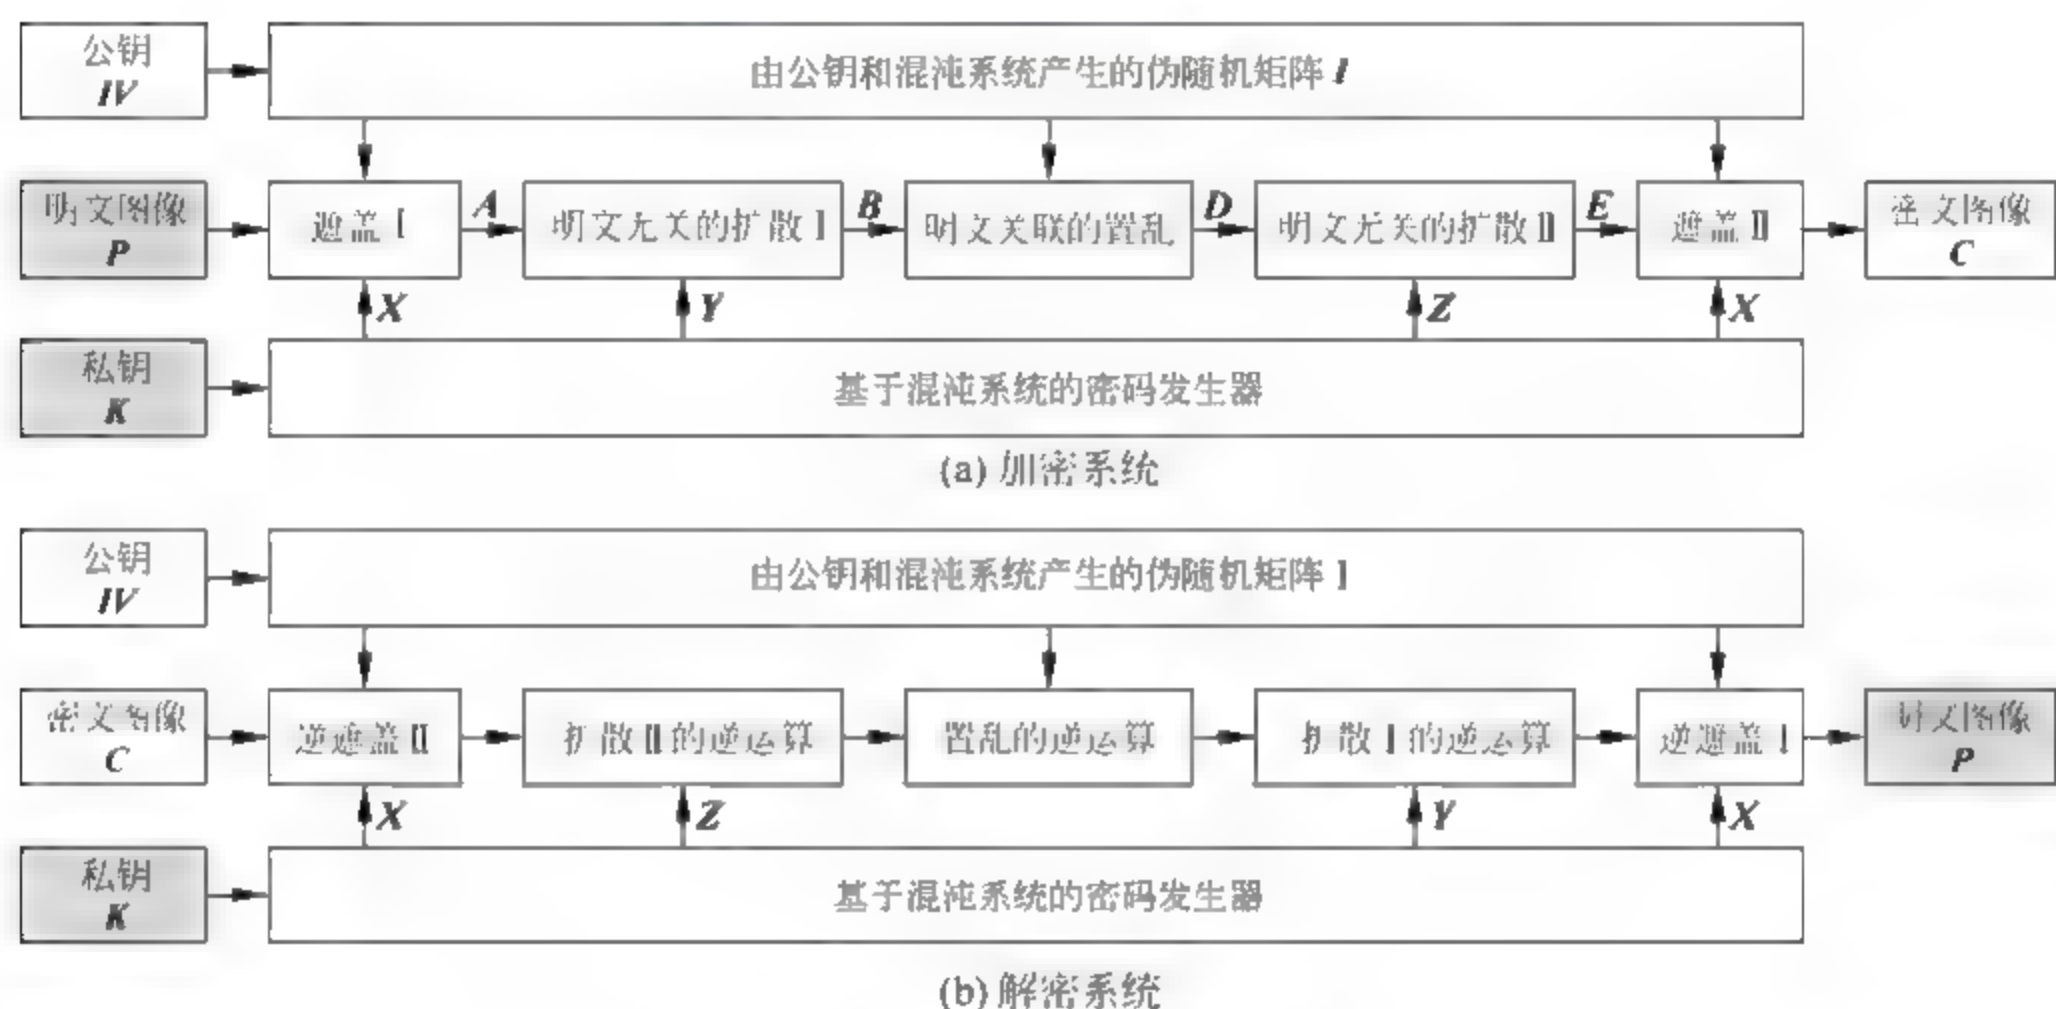 公钥
IV
由公钥和混沌系统产生的伪随机矩阵 I
明文图像
P
遮盖 I
A
明文无关的扩散 I
B
明文关联的置乱
D
明文无关的扩散 II
E
遮盖 II
密文图像
C
X
Y
Z
X
私钥
K
基于混沌系统的密码发生器
(a) 加密系统
公钥
IV
由公钥和混沌系统产生的伪随机矩阵 I
密文图像
C
逆遮盖 II
扩散 II 的逆运算
置乱的逆运算
扩散 I 的逆运算
逆遮盖 I
明文图像
P
X
Z
Y
X
私钥
K
基于混沌系统的密码发生器
(b) 解密系统